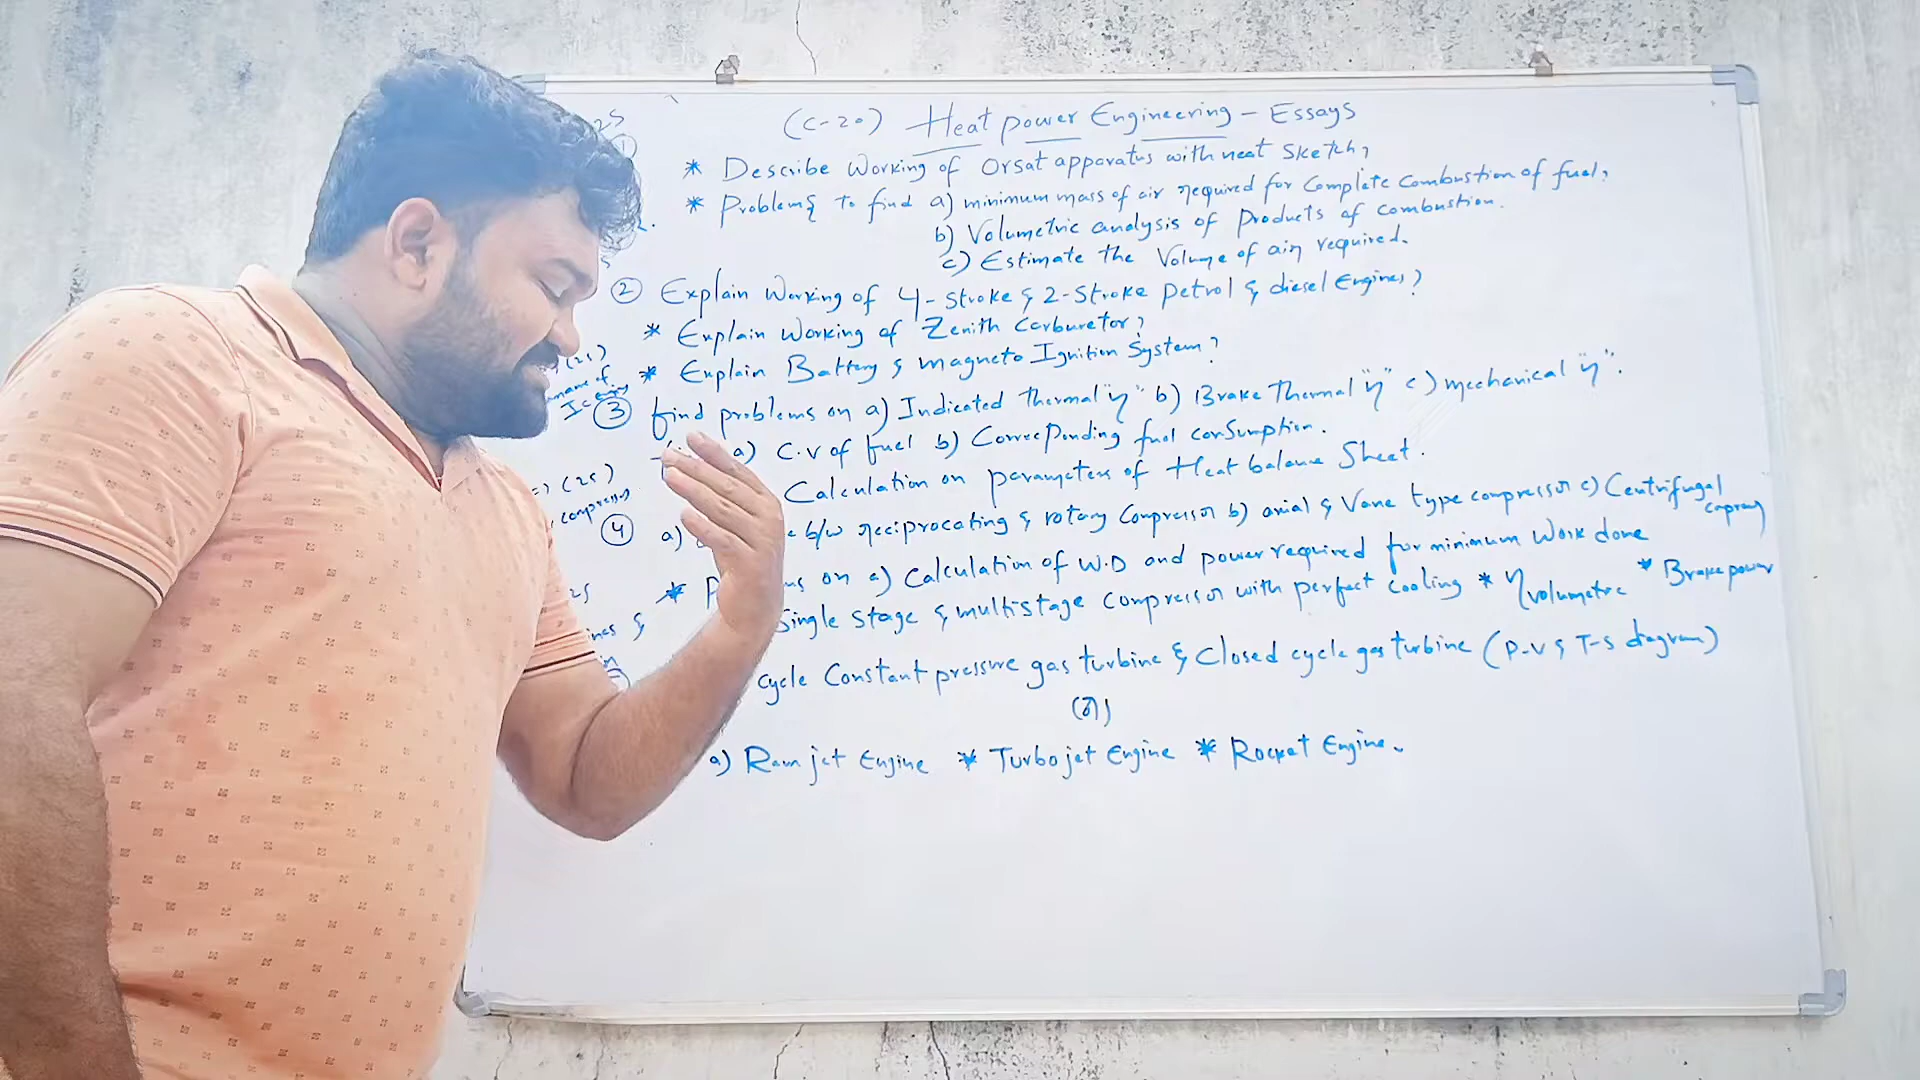 (C-20) Heat power Engineering - Essays
* Describe Working of Orsat apparatus with neat Sketch?
* Problems to find a) minimum mass of air required for Complete Combustion of fuel?
b) Volumetric analysis of Products of combustion.
c) Estimate the Volume of air required.
② Explain Working of 4-Stroke & 2-Stroke Petrol & diesel Engines?
* Explain Working of Zenith Carburetor?
* Explain Battery & magneto Ignition System?
③ find problems on a) Indicated Thermal "η" b) Brake Thermal "η" c) mechanical "η".
a) C.V of fuel b) Corresponding fuel consumption.
Calculation on parameters of Heat balance Sheet.
④ a) b/w reciprocating & rotary Compressor b) axial & Vane type compressor c) Centrifugal
on a) Calculation of W.D and power required for minimum Work done
Single stage & multistage compressor with perfect cooling * ηvolumetric * Brake power
cycle Constant pressure gas turbine & Closed cycle gas turbine (P-V & T-S diagram)
a) Ram jet Engine * Turbojet Engine * Rocket Engine.
25
(25)
(25)
compressor
25